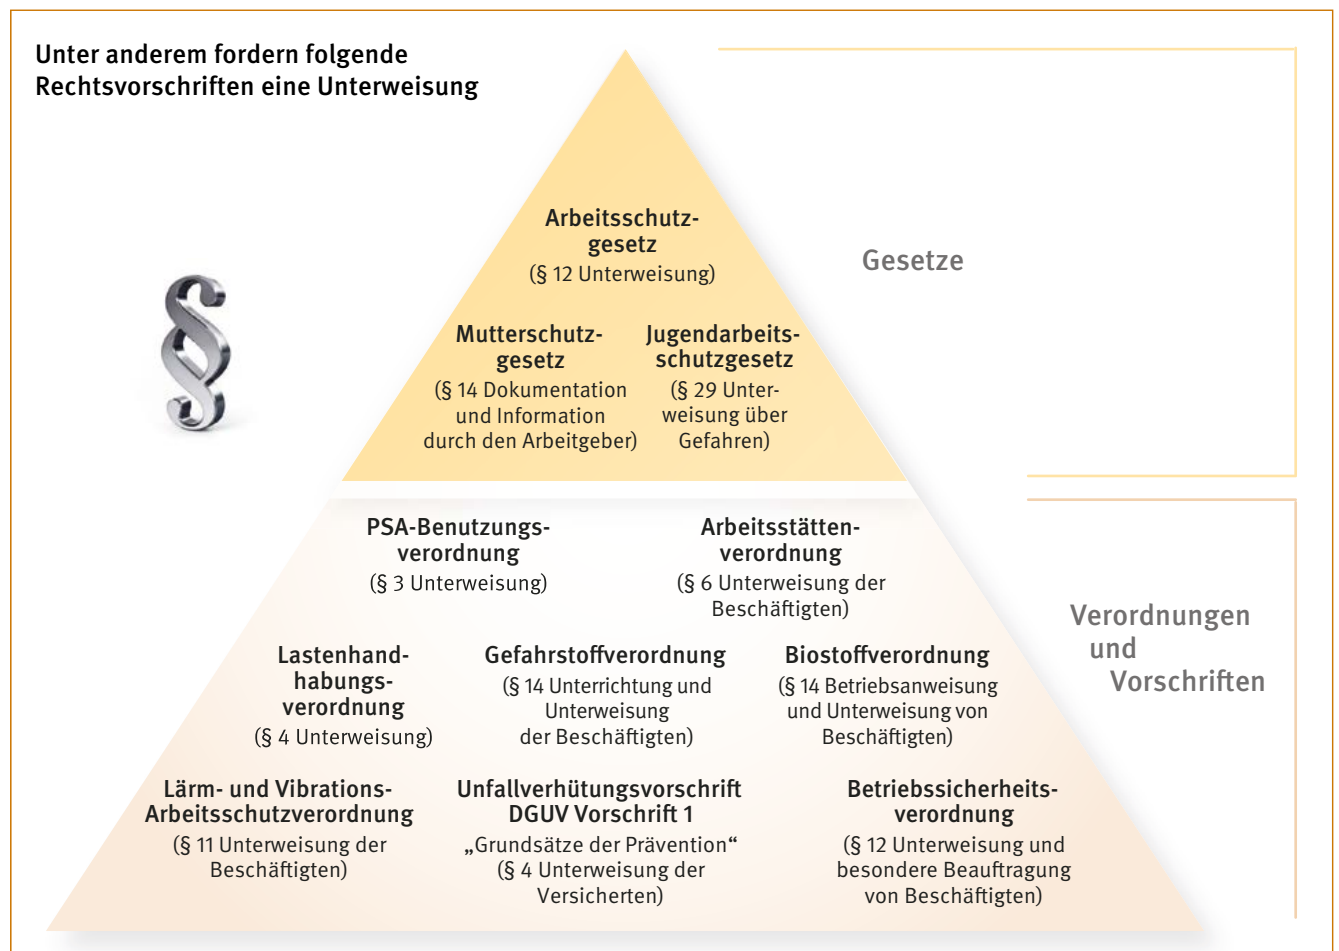 Unter anderem fordern folgende
Rechtsvorschriften eine Unterweisung
Arbeitsschutz-
gesetz
(§ 12 Unterweisung)
Gesetze
Mutterschutz-
gesetz
(§ 14 Dokumentation
und Information
durch den Arbeitgeber)
Jugendarbeits-
schutzgesetz
(§ 29 Unter-
weisung über
Gefahren)
§
PSA-Benutzungs-
verordnung
(§ 3 Unterweisung)
Arbeitsstätten-
verordnung
(§ 6 Unterweisung der
Beschäftigten)
Verordnungen
und
Vorschriften
Lastenhand-
habungs-
verordnung
(§ 4 Unterweisung)
Gefahrstoffverordnung
(§ 14 Unterrichtung und
Unterweisung
der Beschäftigten)
Biostoffverordnung
(§ 14 Betriebsanweisung
und Unterweisung von
Beschäftigten)
Lärm- und Vibrations-
Arbeitsschutzverordnung
(§ 11 Unterweisung der
Beschäftigten)
Unfallverhütungsvorschrift
DGUV Vorschrift 1
„Grundsätze der Prävention“
(§ 4 Unterweisung der
Versicherten)
Betriebssicherheits-
verordnung
(§ 12 Unterweisung und
besondere Beauftragung
von Beschäftigten)